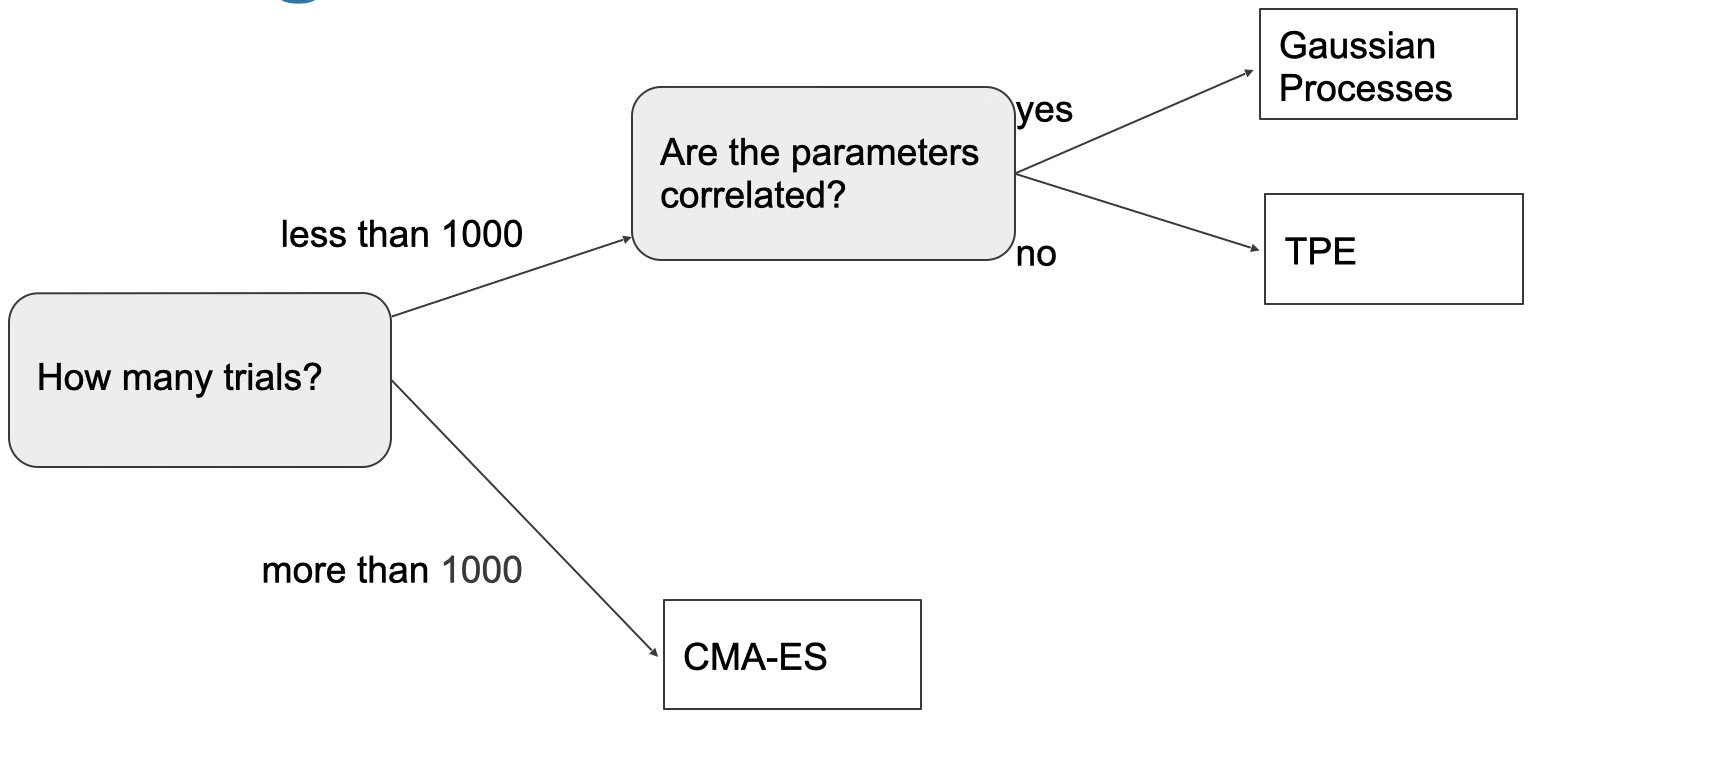 Gaussian
Processes
yes
Are the parameters
correlated?
less than 1000
no
TPE
How many trials?
more than 1000
CMA-ES